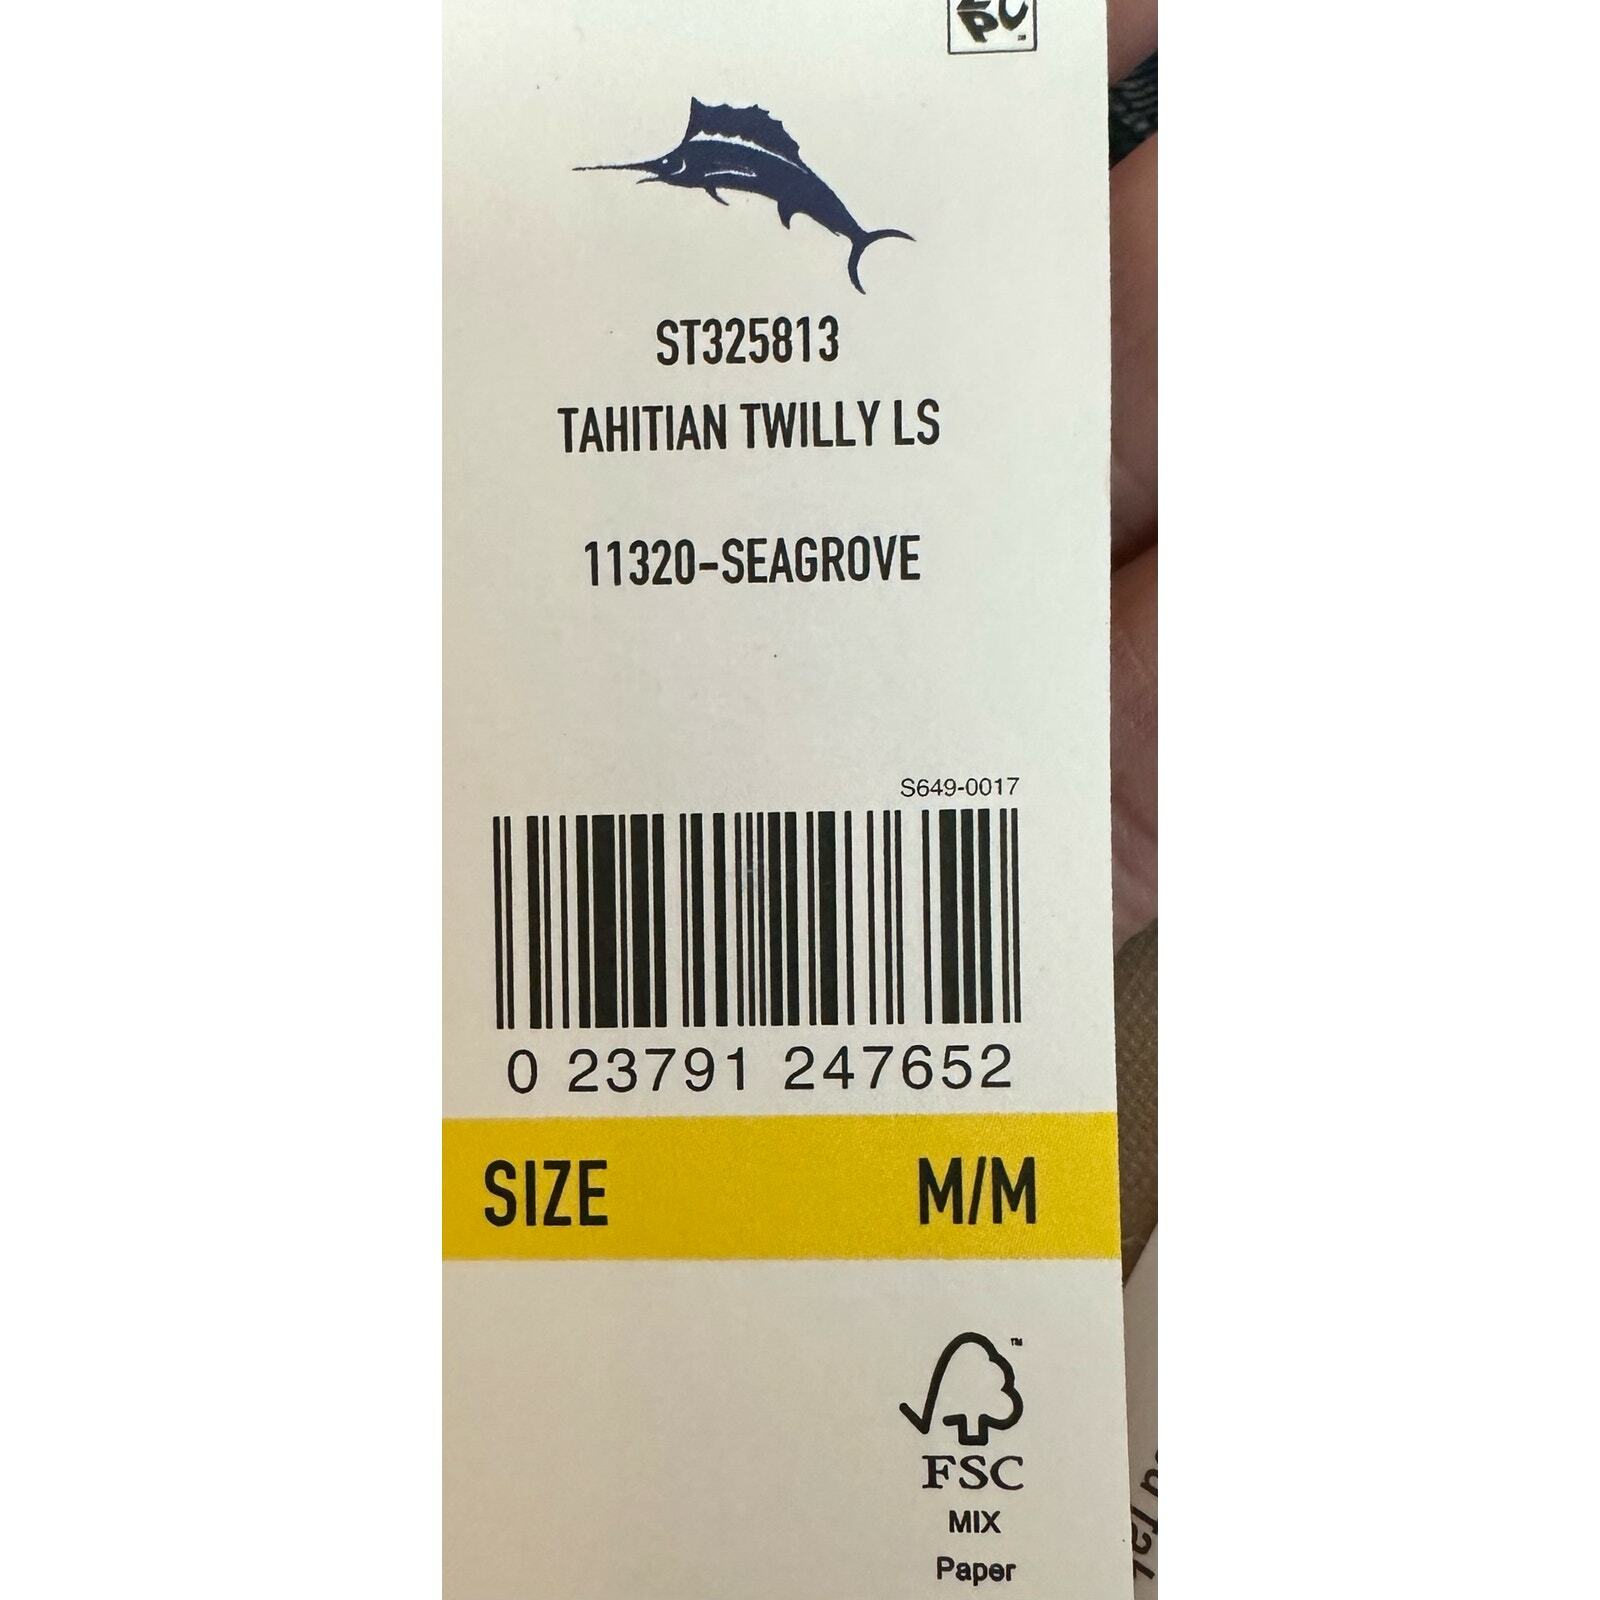 ST325813
TAHITIAN TWILLY LS
11320-SEAGROVE
S649-0017
0 23791 247652
SIZE M/M
FSC
MIX
Paper